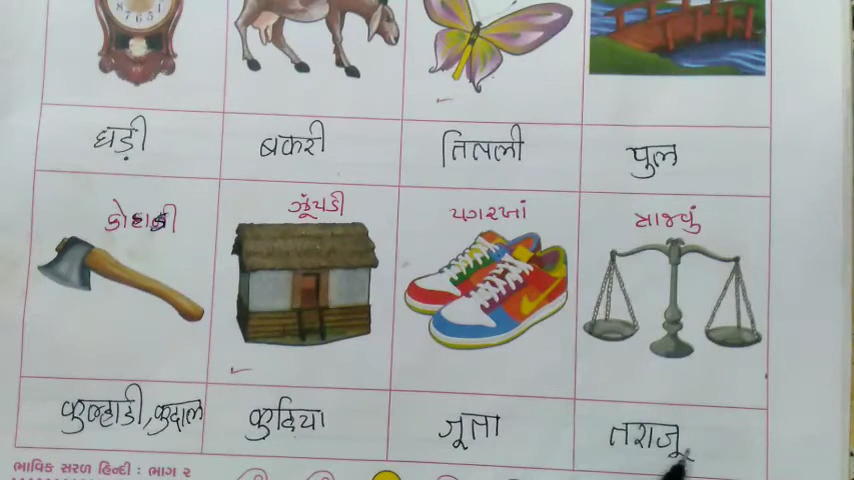 घड़ी
बकरी
तितली
पुल
ઝૂંપડી
પગરખાં
ત્રાજવું
कुल्हाडी,कुदाल
कुटिया
जूता
तराजू
ભાવિક સરળ હિન્દી : ભાગ ૨